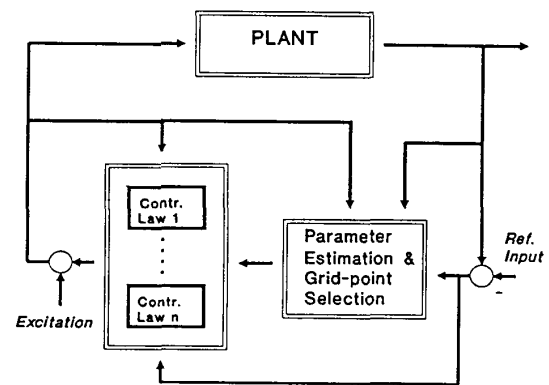 PLANT
Contr.
Law 1
Contr.
Law n
Parameter
Estimation &
Grid-point
Selection
Ref.
Input
-
Excitation